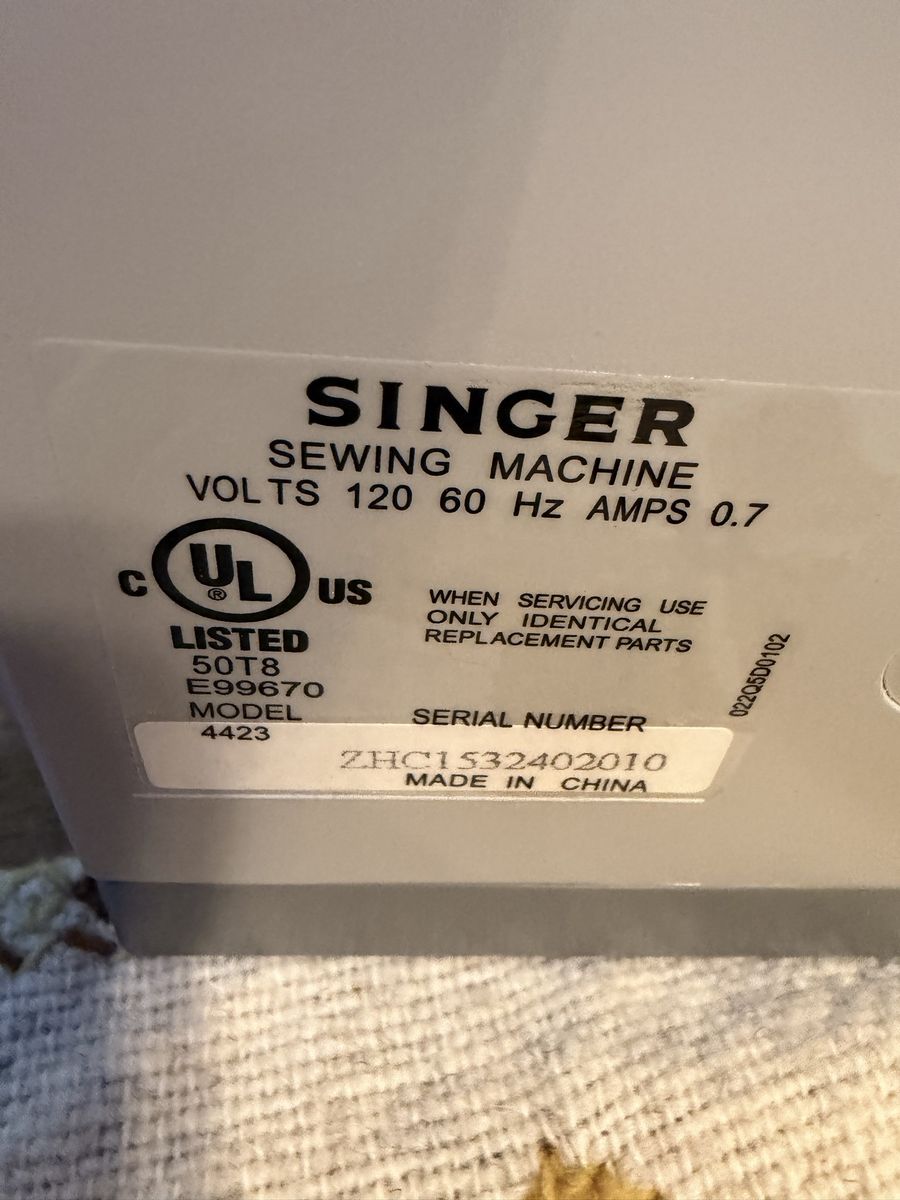 SINGER
SEWING MACHINE
VOLTS 120 60 Hz AMPS 0.7
C UL ® US
LISTED
50T8
E99670
MODEL
4423
WHEN SERVICING USE
ONLY IDENTICAL
REPLACEMENT PARTS
022Q5D0102
SERIAL NUMBER
ZHC1532402010
MADE IN CHINA